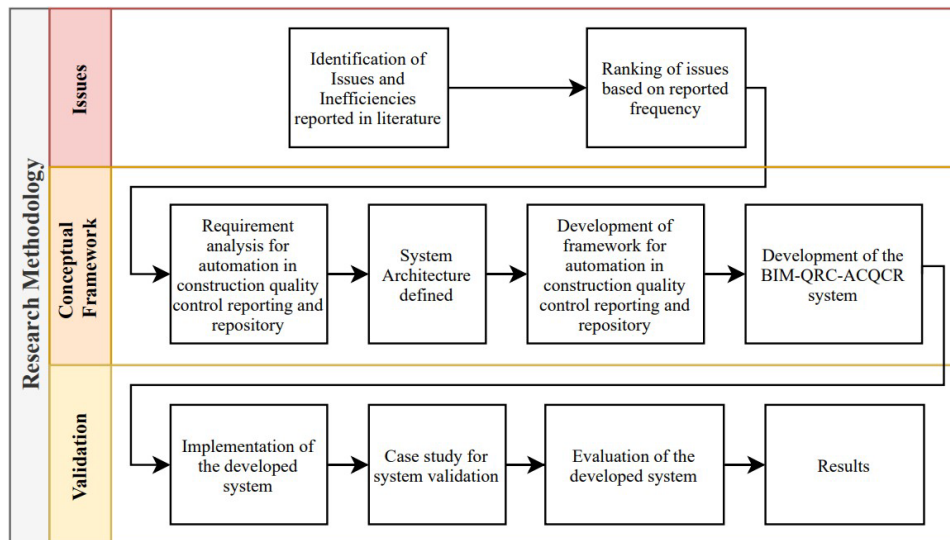 Research Methodology
Issues
Identification of
Issues and
Inefficiencies
reported in literature
Ranking of issues
based on reported
frequency
Conceptual
Framework
Requirement
analysis for
automation in
construction quality
control reporting and
repository
System
Architecture
defined
Development of
framework for
automation in
construction quality
control reporting and
repository
Development of the
BIM-QRC-ACQCR
system
Validation
Implementation of
the developed
system
Case study for
system validation
Evaluation of the
developed system
Results